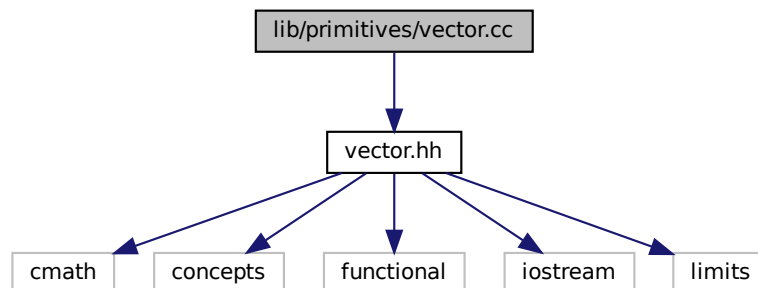 lib/primitives/vector.cc
vector.hh
cmath
concepts
functional
iostream
limits